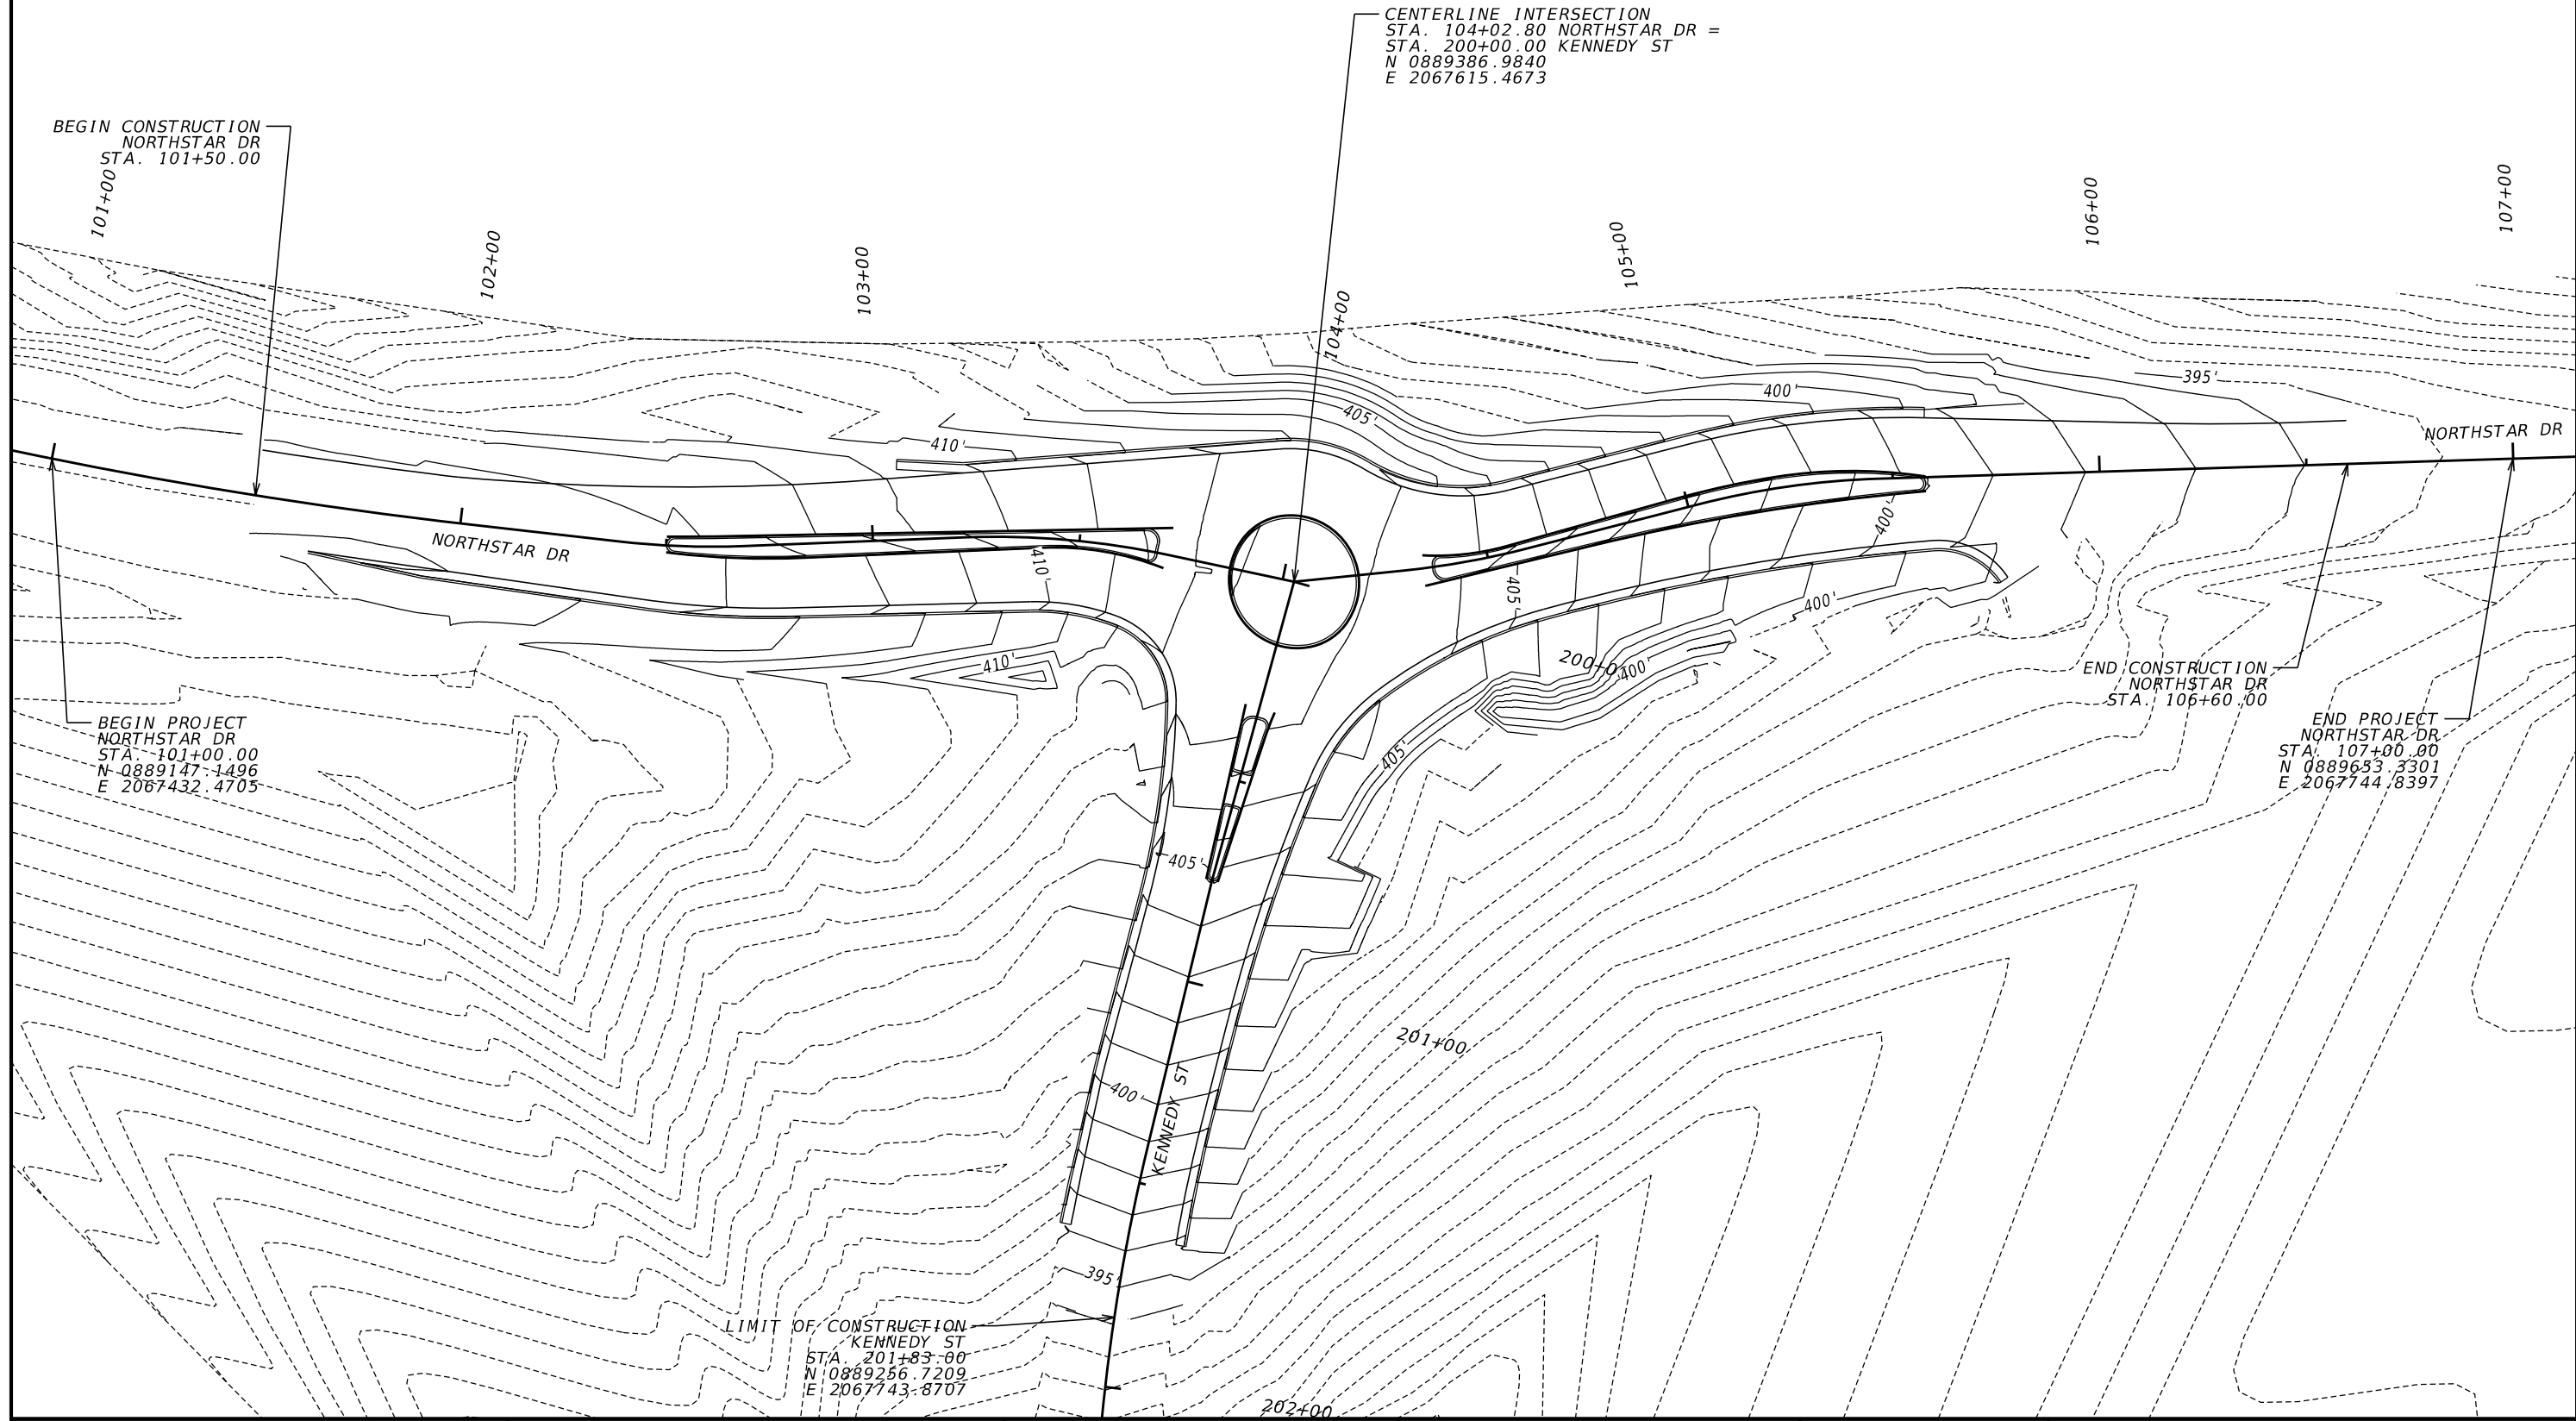 CENTERLINE INTERSECTION
STA. 104+02.80 NORTHSTAR DR =
STA. 200+00.00 KENNEDY ST
N 0889386.9840
E 2067615.4673
BEGIN CONSTRUCTION
NORTHSTAR DR
STA. 101+50.00
101+00
102+00
103+00
104+00
105+00
106+00
107+00
395'
400'
405'
410'
NORTHSTAR DR
NORTHSTAR DR
410'
400'
405'
400'
410'
400'
405'
405'
400'
395'
KENNEDY ST
201+00
202+00
BEGIN PROJECT
NORTHSTAR DR
STA. 101+00.00
N 0889147.1496
E 2067432.4705
END CONSTRUCTION
NORTHSTAR DR
STA. 106+60.00
END PROJECT
NORTHSTAR DR
STA. 107+00.00
N 0889653.3301
E 2067744.8397
LIMIT OF CONSTRUCTION
KENNEDY ST
STA. 201+83.00
N 0889256.7209
E 2067743.8707